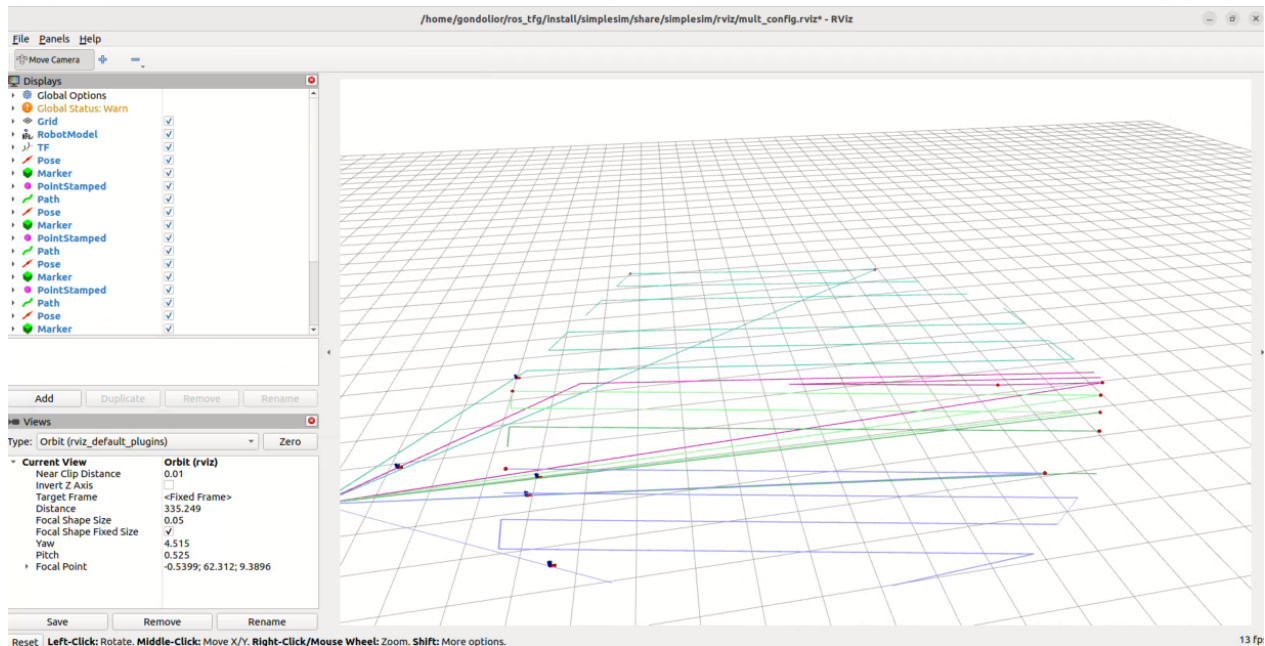 /home/gondolior/ros_tfg/install/simplesim/share/simplesim/rviz/mult_config.rviz* - RViz
File Panels Help
Move Camera
Displays
Global Options
Global Status: Warn
Grid
RobotModel
TF
Pose
Marker
PointStamped
Path
Pose
Marker
PointStamped
Path
Pose
Marker
PointStamped
Path
Pose
Marker
Add Duplicate Remove Rename
Views
Type: Orbit (rviz_default_plugins) Zero
Current View Orbit (rviz)
Near Clip Distance 0.01
Invert Z Axis
Target Frame <Fixed Frame>
Distance 335.249
Focal Shape Size 0.05
Focal Shape Fixed Size
Yaw 4.515
Pitch 0.525
Focal Point -0.5399; 62.312; 9.3896
Save Remove Rename
Reset Left-Click: Rotate. Middle-Click: Move X/Y. Right-Click/Mouse Wheel: Zoom. Shift: More options. 13 fps